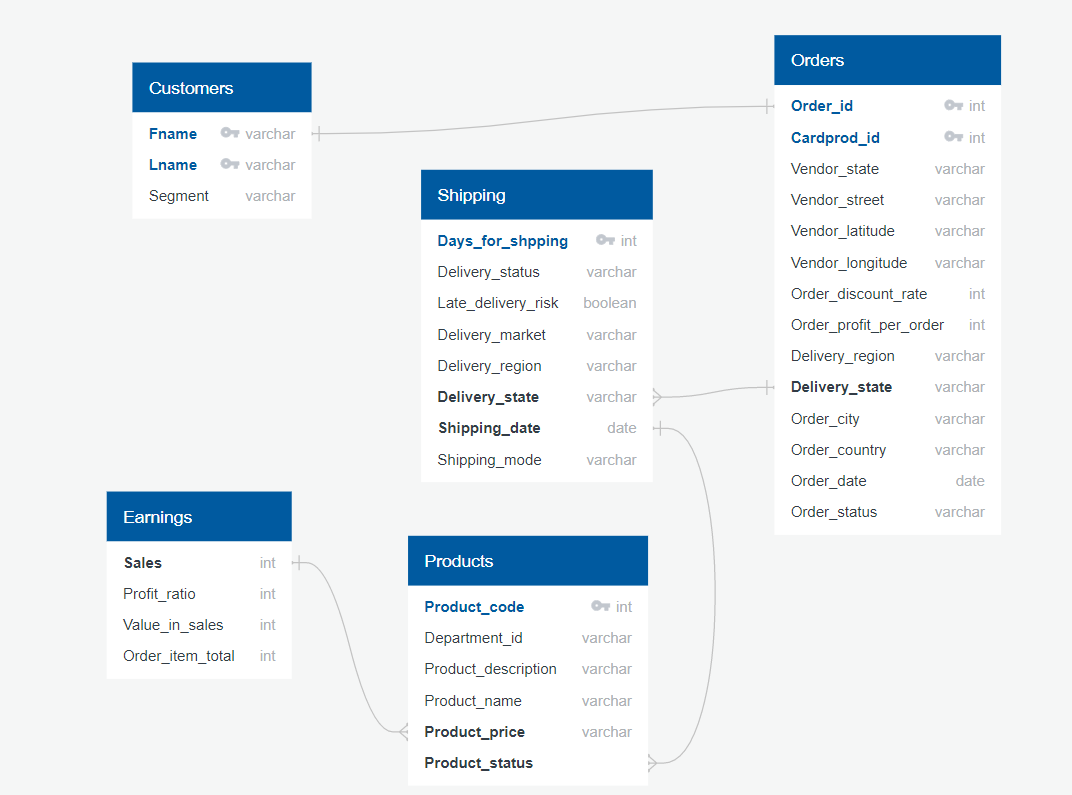 Customers
Fname varchar
Lname varchar
Segment varchar
Orders
Order_id int
Cardprod_id int
Vendor_state varchar
Vendor_street varchar
Vendor_latitude varchar
Vendor_longitude varchar
Order_discount_rate int
Order_profit_per_order int
Delivery_region varchar
Delivery_state varchar
Order_city varchar
Order_country varchar
Order_date date
Order_status varchar
Shipping
Days_for_shpping int
Delivery_status varchar
Late_delivery_risk boolean
Delivery_market varchar
Delivery_region varchar
Delivery_state varchar
Shipping_date date
Shipping_mode varchar
Earnings
Sales int
Profit_ratio int
Value_in_sales int
Order_item_total int
Products
Product_code int
Department_id varchar
Product_description varchar
Product_name varchar
Product_price varchar
Product_status